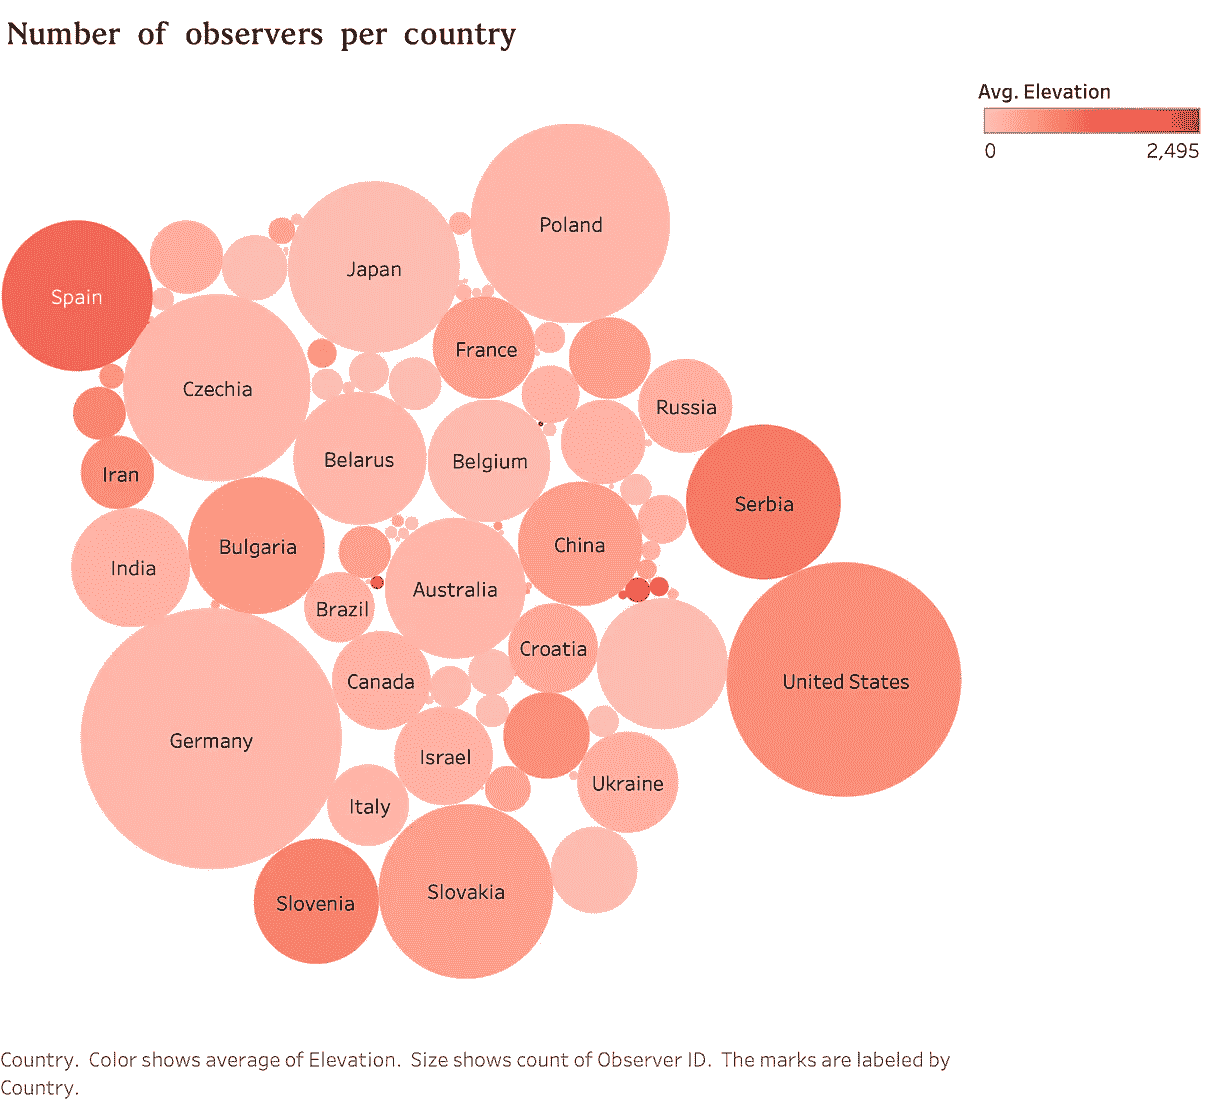 Number of observers per country
Avg. Elevation
0 2,495
Poland
Japan
Spain
France
Czechia
Russia
Belarus
Belgium
Iran
Serbia
Bulgaria
China
India
Australia
Brazil
Croatia
Canada
United States
Germany
Israel
Ukraine
Italy
Slovakia
Slovenia
Country. Color shows average of Elevation. Size shows count of Observer ID. The marks are labeled by
Country.